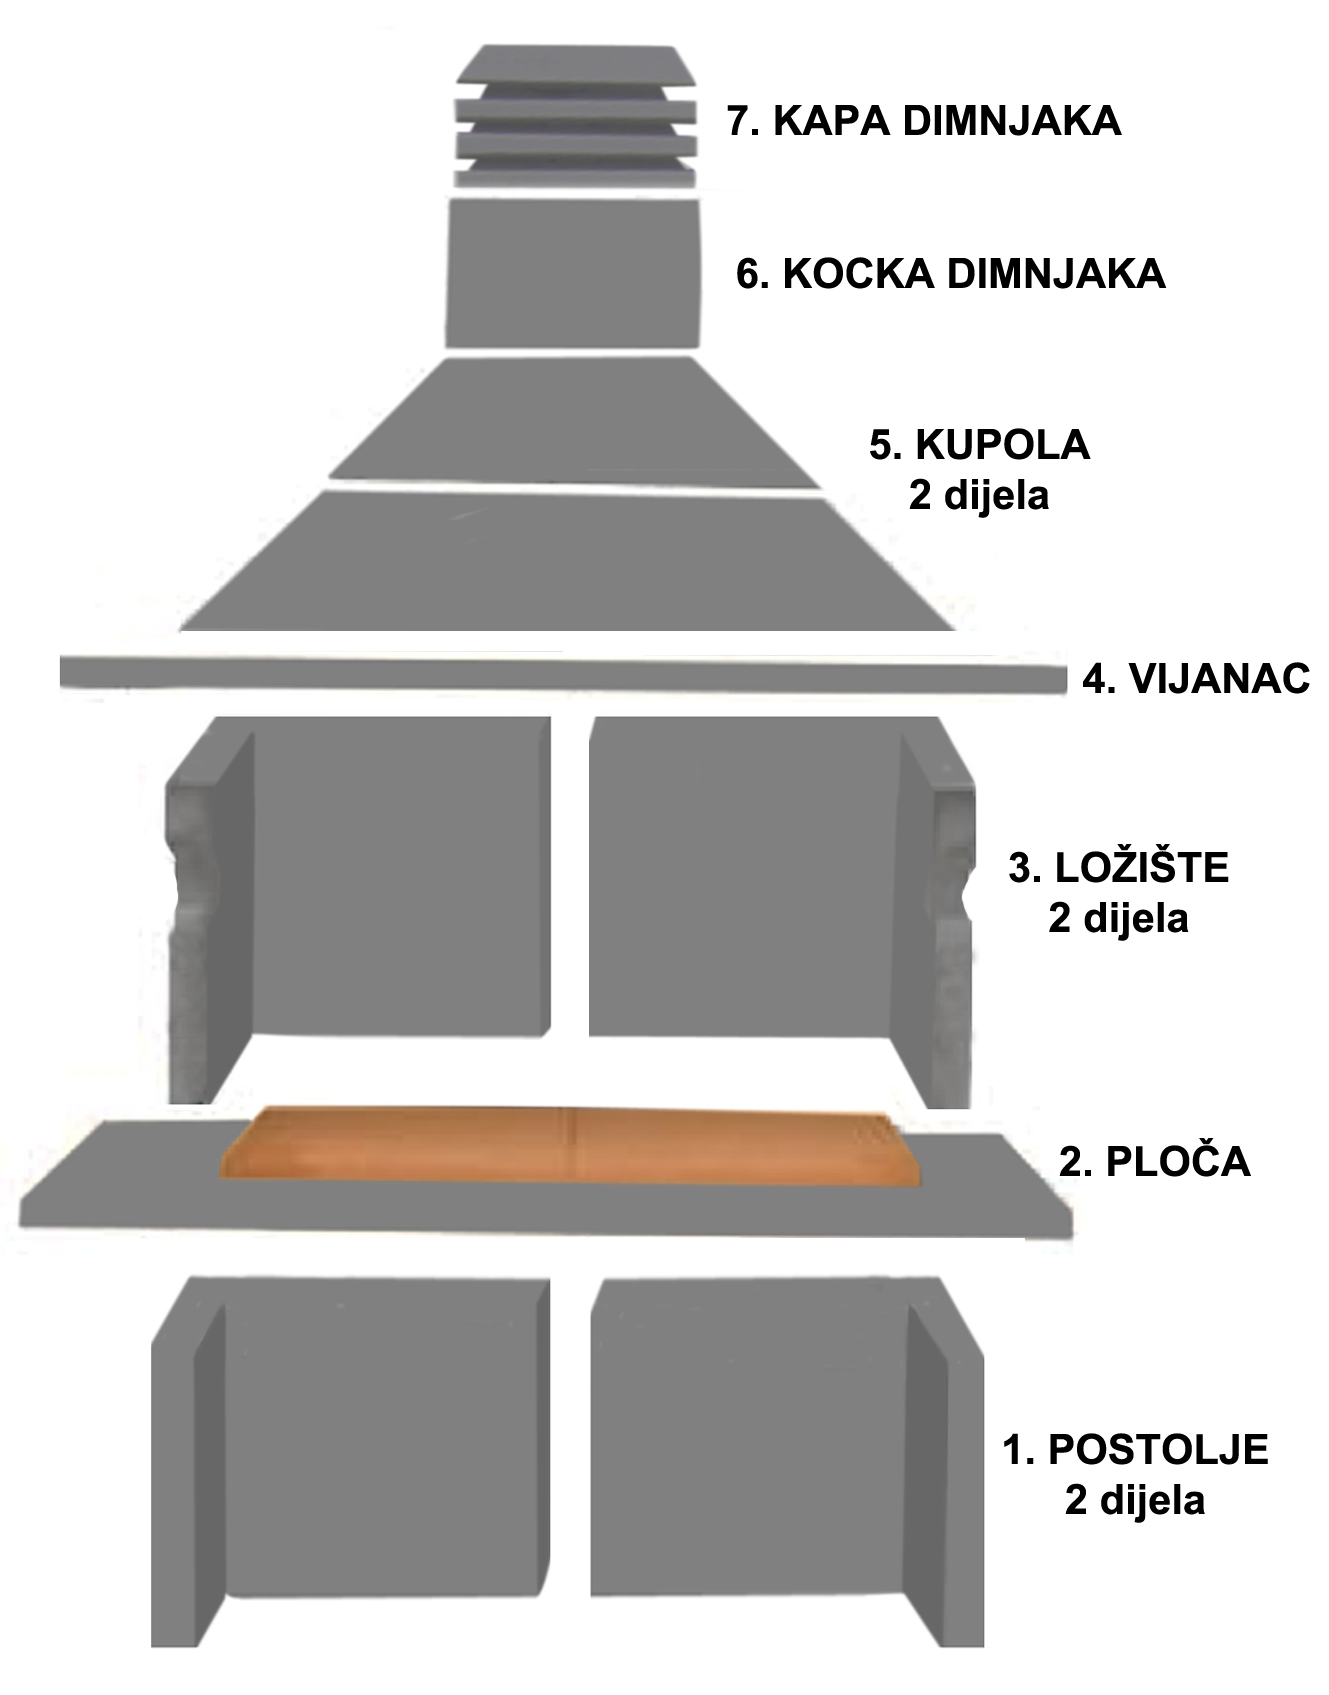 7. KAPA DIMNJAKA
6. KOCKA DIMNJAKA
5. KUPOLA
2 dijela
4. VIJANAC
3. LOŽIŠTE
2 dijela
2. PLOČA
1. POSTOLJE
2 dijela